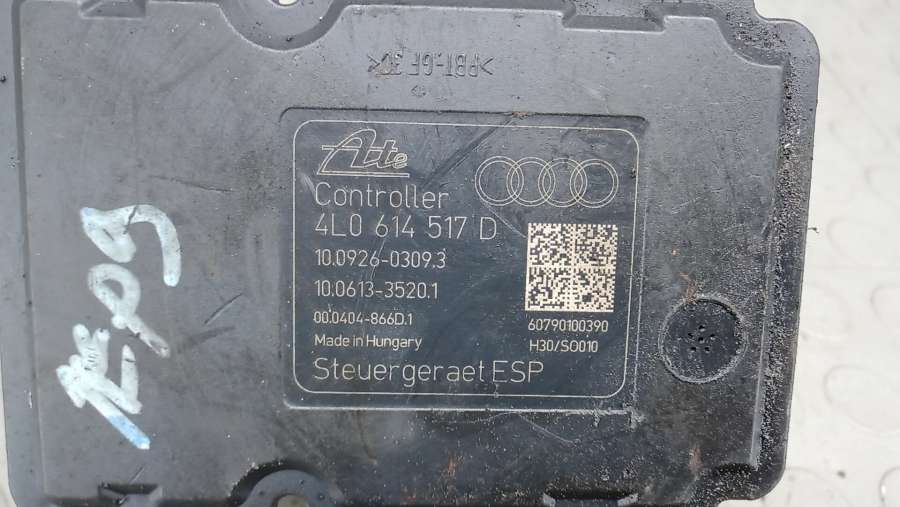 >PBT-GF30<
Ate
Controller
4L0 614 517 D
10.0926-0309.3
10.0613-3520.1
00.0404-866D.1
Made in Hungary
60790100390
H30/SO010
Steuergeraet ESP